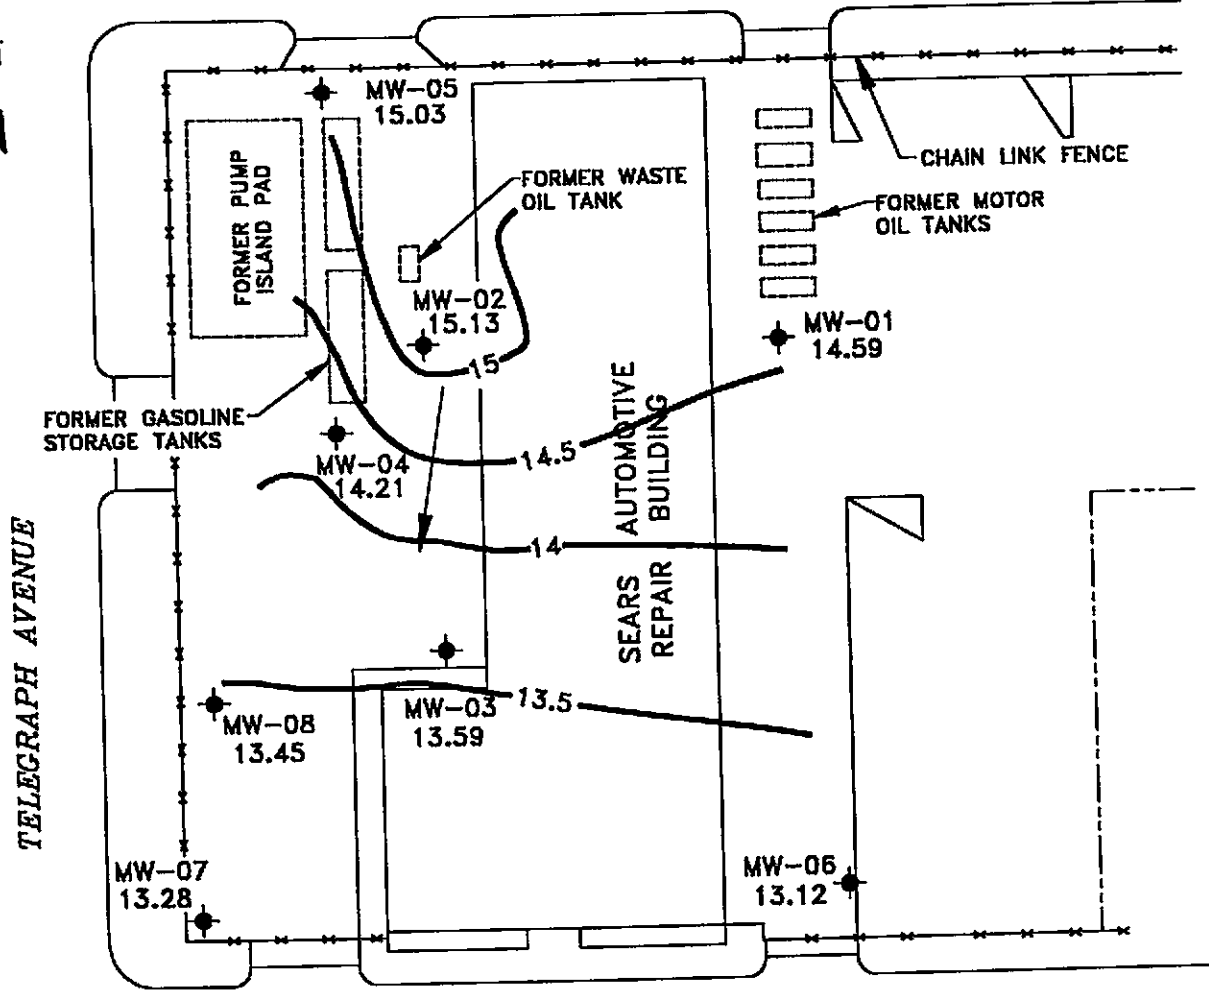 MW-05
15.03
CHAIN LINK FENCE
FORMER PUMP
ISLAND PAD
FORMER WASTE
OIL TANK
FORMER MOTOR
OIL TANKS
MW-02
15.13
MW-01
14.59
15
FORMER GASOLINE
STORAGE TANKS
MW-04
14.21
14.5
14
SEARS AUTOMOTIVE
REPAIR BUILDING
TELEGRAPH AVENUE
13.5
MW-03
13.59
MW-08
13.45
MW-07
13.28
MW-06
13.12